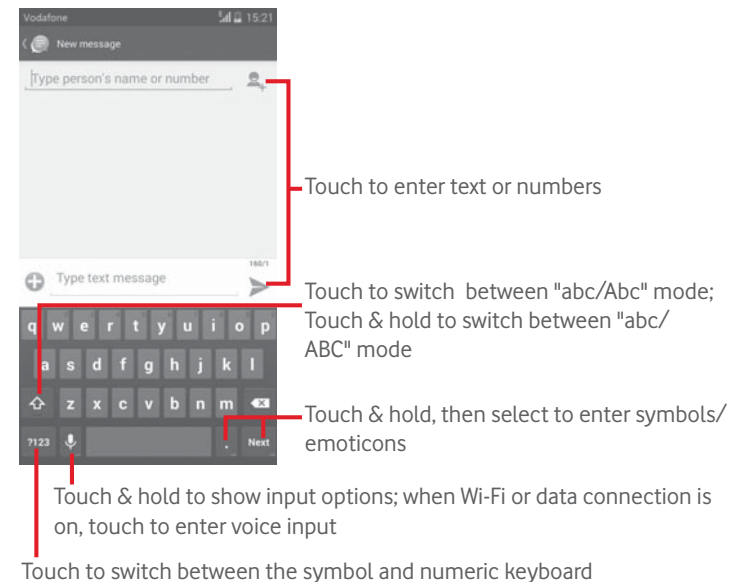 Vodafone 15:21
New message
Type person's name or number
Touch to enter text or numbers
160/1
Type text message
Touch to switch between "abc/Abc" mode;
Touch & hold to switch between "abc/
ABC" mode
q w e r t y u i o p
a s d f g h j k l
z x c v b n m
Touch & hold, then select to enter symbols/
emoticons
?123 . Next
Touch & hold to show input options; when Wi-Fi or data connection is
on, touch to enter voice input
Touch to switch between the symbol and numeric keyboard